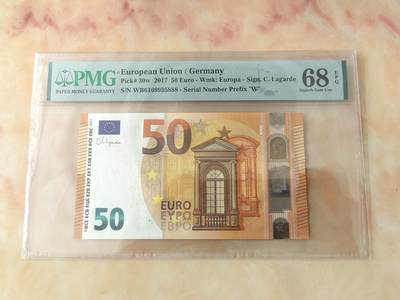 PMG
PAPER MONEY GUARANTY
European Union / Germany
Pick# 30w 2017 50 Euro - Wmk: Europa - Sign. C. Lagarde
S/N WB6169935888 - Serial Number Prefix "W"
68 EPQ
Superb Gem Unc
50
50
EURO
ΕΥΡΩ
ЕВРО